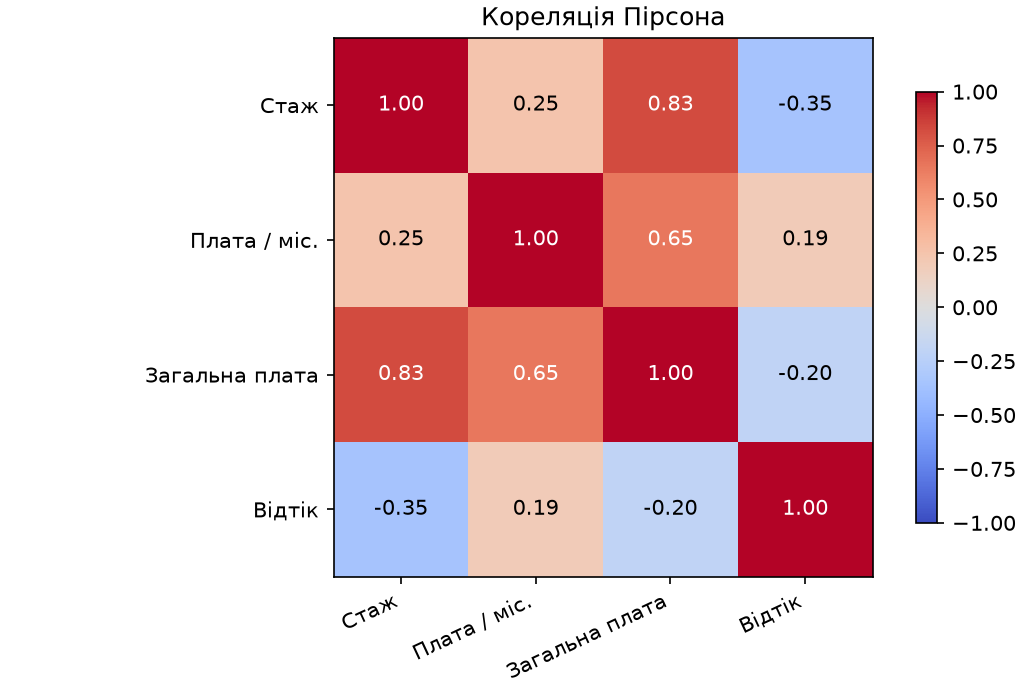 Кореляція Пірсона
Стаж 1.00 0.25 0.83 -0.35
Плата / міс. 0.25 1.00 0.65 0.19
Загальна плата 0.83 0.65 1.00 -0.20
Відтік -0.35 0.19 -0.20 1.00
Стаж
Плата / міс.
Загальна плата
Відтік
1.00
0.75
0.50
0.25
0.00
−0.25
−0.50
−0.75
−1.00